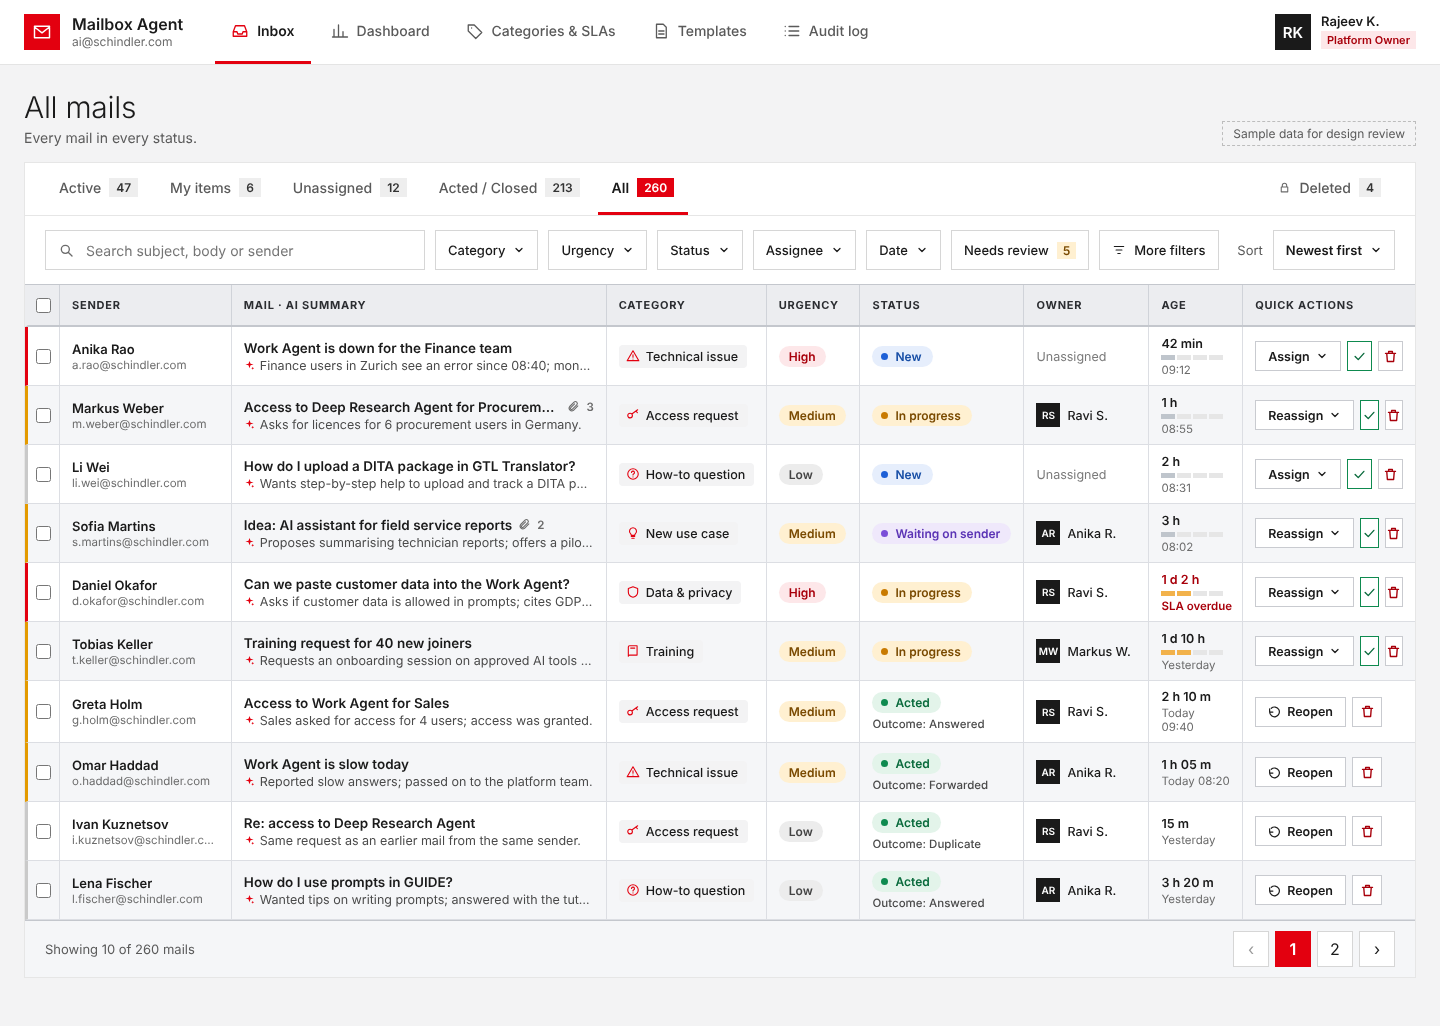 Mailbox Agent
ai@schindler.com
Inbox
Dashboard
Categories & SLAs
Templates
Audit log
RK
Rajeev K.
Platform Owner
All mails
Every mail in every status.
Sample data for design review
Active 47
My items 6
Unassigned 12
Acted / Closed 213
All 260
Deleted 4
Search subject, body or sender
Category
Urgency
Status
Assignee
Date
Needs review 5
More filters
Sort
Newest first
SENDER
MAIL · AI SUMMARY
CATEGORY
URGENCY
STATUS
OWNER
AGE
QUICK ACTIONS
Anika Rao
a.rao@schindler.com
Work Agent is down for the Finance team
Finance users in Zurich see an error since 08:40; mon…
Technical issue
High
New
Unassigned
42 min
09:12
Assign
Markus Weber
m.weber@schindler.com
Access to Deep Research Agent for Procurem… 3
Asks for licences for 6 procurement users in Germany.
Access request
Medium
In progress
RS Ravi S.
1 h
08:55
Reassign
Li Wei
li.wei@schindler.com
How do I upload a DITA package in GTL Translator?
Wants step-by-step help to upload and track a DITA p…
How-to question
Low
New
Unassigned
2 h
08:31
Assign
Sofia Martins
s.martins@schindler.com
Idea: AI assistant for field service reports 2
Proposes summarising technician reports; offers a pilo…
New use case
Medium
Waiting on sender
AR Anika R.
3 h
08:02
Reassign
Daniel Okafor
d.okafor@schindler.com
Can we paste customer data into the Work Agent?
Asks if customer data is allowed in prompts; cites GDP…
Data & privacy
High
In progress
RS Ravi S.
1 d 2 h
SLA overdue
Reassign
Tobias Keller
t.keller@schindler.com
Training request for 40 new joiners
Requests an onboarding session on approved AI tools …
Training
Medium
In progress
MW Markus W.
1 d 10 h
Yesterday
Reassign
Greta Holm
g.holm@schindler.com
Access to Work Agent for Sales
Sales asked for access for 4 users; access was granted.
Access request
Medium
Acted
Outcome: Answered
RS Ravi S.
2 h 10 m
Today
09:40
Reopen
Omar Haddad
o.haddad@schindler.com
Work Agent is slow today
Reported slow answers; passed on to the platform team.
Technical issue
Medium
Acted
Outcome: Forwarded
AR Anika R.
1 h 05 m
Today 08:20
Reopen
Ivan Kuznetsov
i.kuznetsov@schindler.c…
Re: access to Deep Research Agent
Same request as an earlier mail from the same sender.
Access request
Low
Acted
Outcome: Duplicate
RS Ravi S.
15 m
Yesterday
Reopen
Lena Fischer
l.fischer@schindler.com
How do I use prompts in GUIDE?
Wanted tips on writing prompts; answered with the tut…
How-to question
Low
Acted
Outcome: Answered
AR Anika R.
3 h 20 m
Yesterday
Reopen
Showing 10 of 260 mails
‹ 1 2 ›